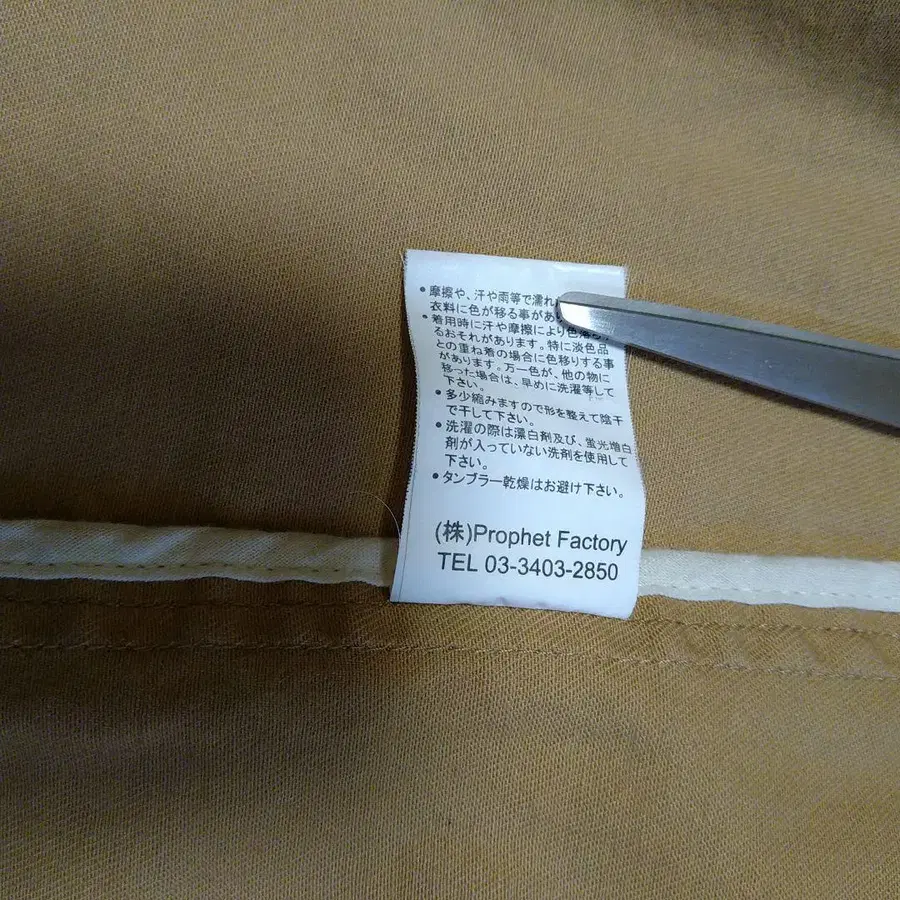 ● 摩擦や、汗や雨等で濡れ
衣料に色が移る事があ
● 着用時に汗や摩擦により色落
るおそれがあります。特に淡色品
との重ね着の場合に色移りする事
があります。万一色が、他の物に
移った場合は、早めに洗濯等して
下さい。
● 多少縮みますので形を整えて陰干
で干して下さい。
● 洗濯の際は漂白剤及び、蛍光増白
剤が入っていない洗剤を使用して
下さい。
● タンブラー乾燥はお避け下さい。
(株)Prophet Factory
TEL 03-3403-2850